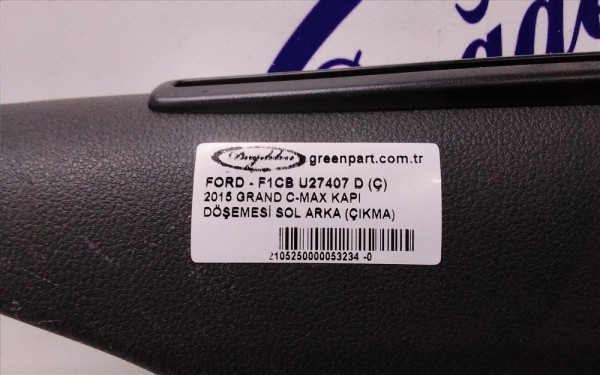 greenpart.com.tr
FORD - F1CB U27407 D (Ç)
2015 GRAND C-MAX KAPI
DÖŞEMESİ SOL ARKA (ÇIKMA)
2105250000053234 -0